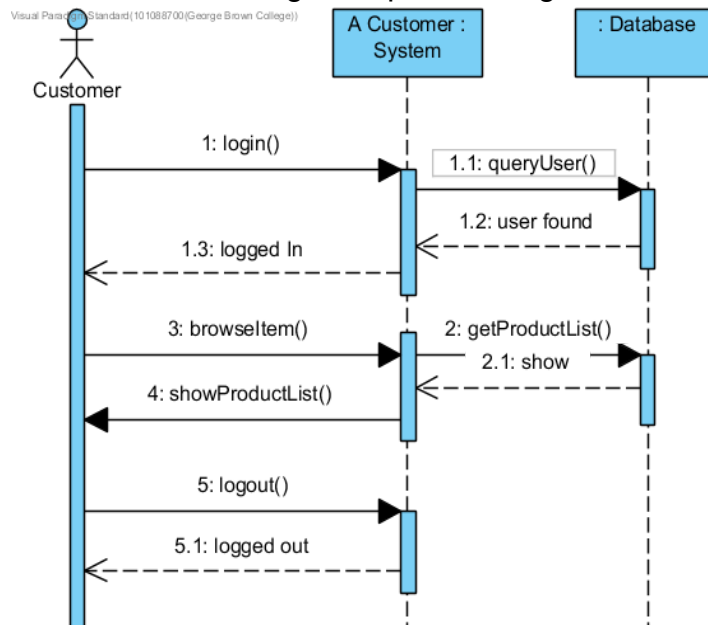 Visual Paradigm Standard(101088700(George Brown College))
A Customer :
System
: Database
Customer
1: login()
1.1: queryUser()
1.2: user found
1.3: logged In
3: browseItem()
2: getProductList()
2.1: show
4: showProductList()
5: logout()
5.1: logged out